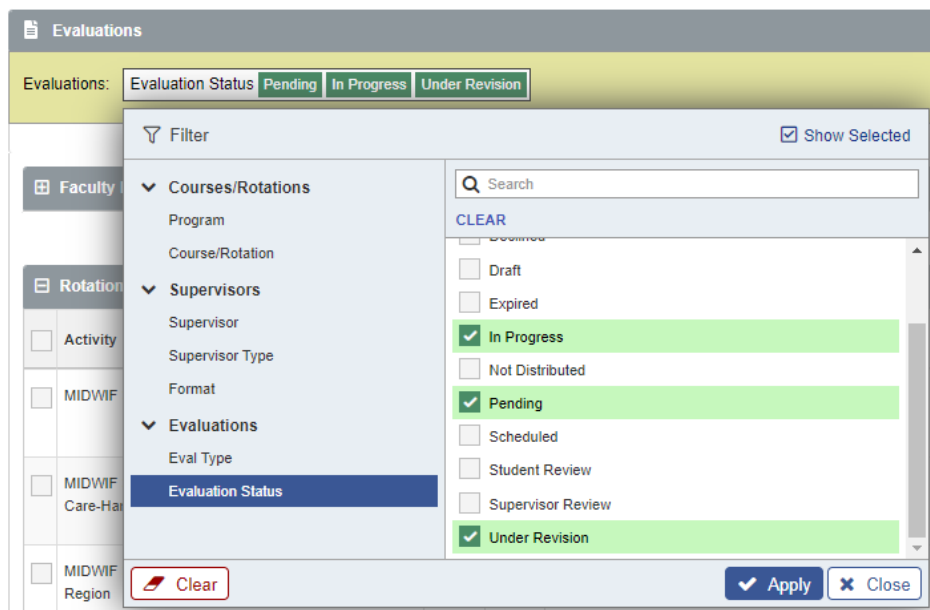 Evaluations
Evaluations: Evaluation Status Pending In Progress Under Revision
Filter
Show Selected
Faculty
Rotation
Activity
MIDWIF
MIDWIF
MIDWIF
Region
Courses/Rotations
Program
Course/Rotation
Supervisors
Supervisor
Supervisor Type
Format
Evaluations
Eval Type
Evaluation Status
Search
CLEAR
Declined
Draft
Expired
In Progress
Not Distributed
Pending
Scheduled
Student Review
Supervisor Review
Under Revision
Clear
Apply
Close